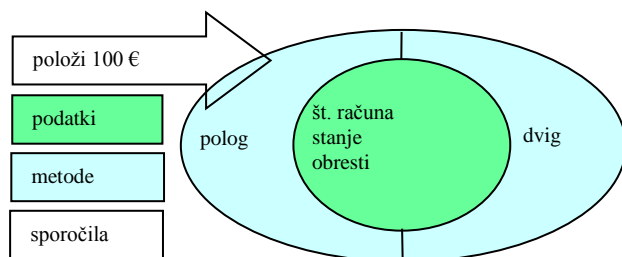 položi 100 €
podatki
metode
sporočila
polog
št. računa
stanje
obresti
dvig